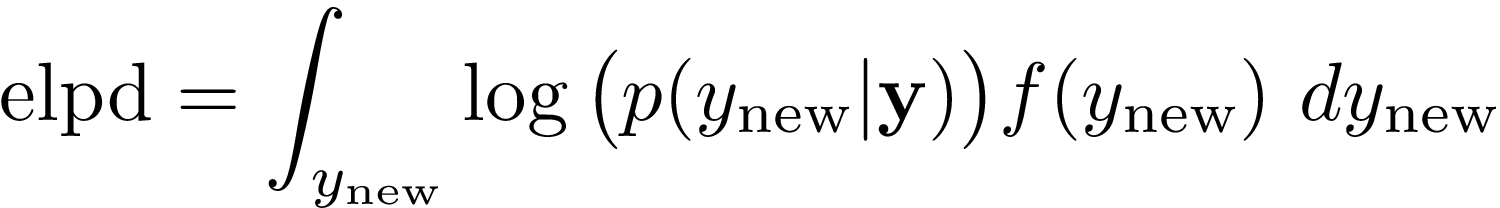 elpd = ∫_{y_new} log (p(y_new|𝐲)) f(y_new) dy_new